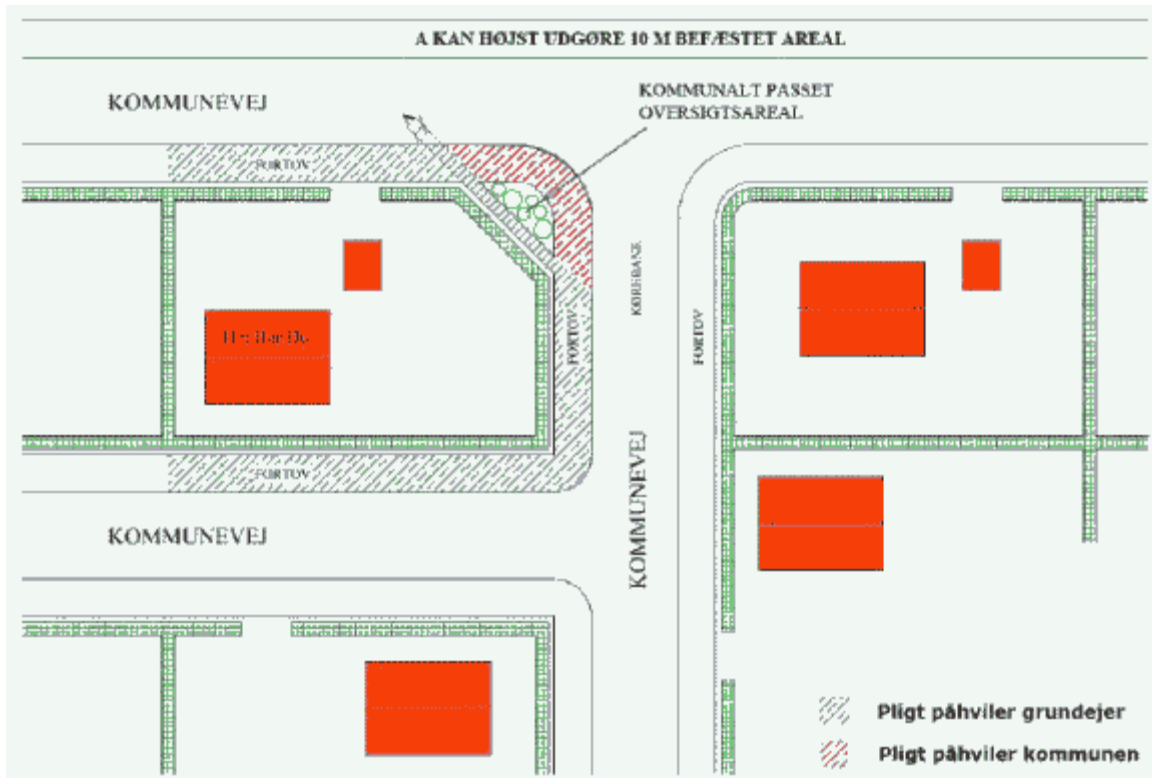 A KAN HØJST UDGØRE 10 M BEFÆSTET AREAL
KOMMUNALT PASSET
OVERSIGTSAREAL
KOMMUNEVEJ
FORTOV
KØREBANE
FORTOV
FORTOV
FORTOV
KOMMUNEVEJ
KOMMUNEVEJ
Pligt påhviler grundejer
Pligt påhviler kommunen